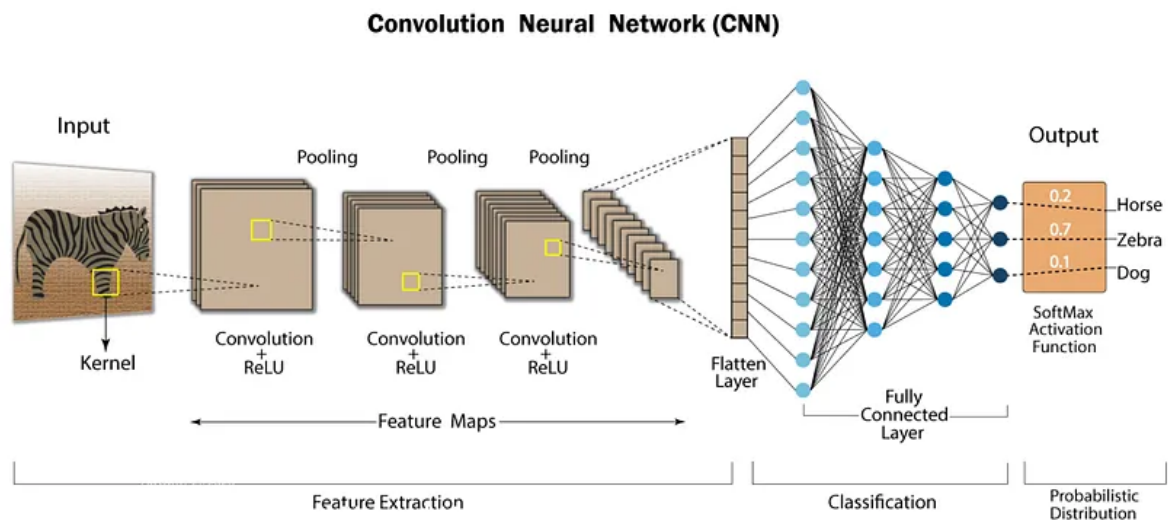 Convolution Neural Network (CNN)
Input
Output
Pooling
Pooling
Pooling
0.2
Horse
0.7
Zebra
0.1
Dog
Kernel
Convolution
+
ReLU
Convolution
+
ReLU
Convolution
+
ReLU
Flatten
Layer
SoftMax
Activation
Function
Feature Maps
Fully
Connected
Layer
Feature Extraction
Classification
Probabilistic
Distribution